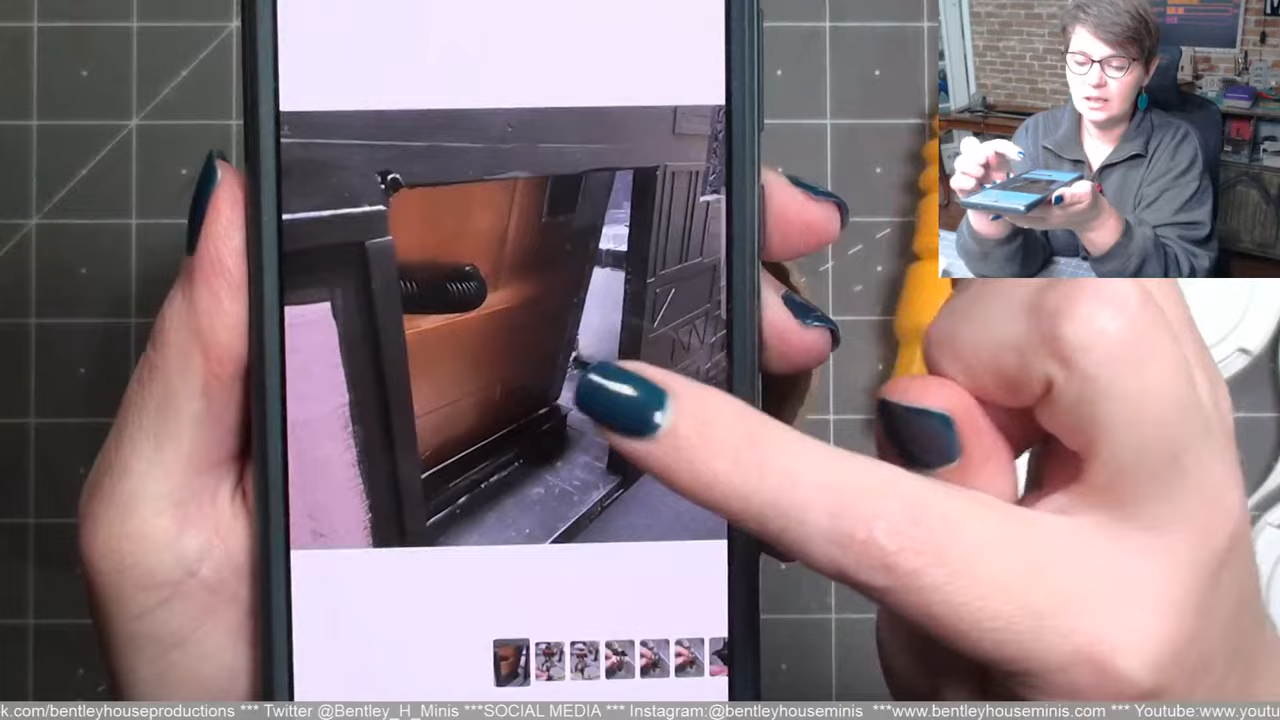 k.com/bentleyhouseproductions *** Twitter @Bentley_H_Minis ***SOCIAL MEDIA *** Instagram:@bentleyhouseminis ***www.bentleyhouseminis.com *** Youtube:www.youtu